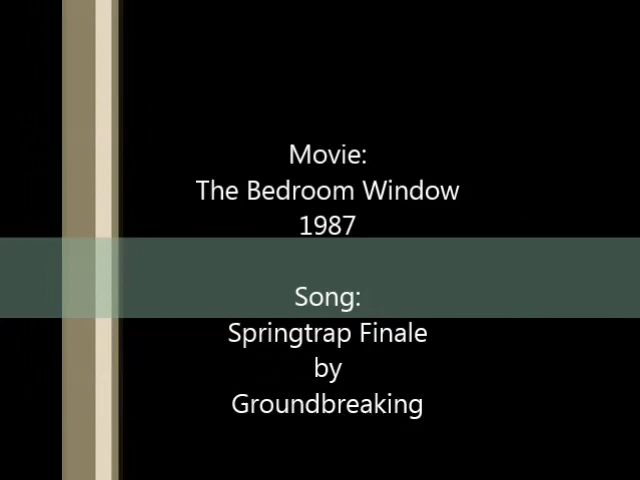 Movie:
The Bedroom Window
1987
Song:
Springtrap Finale
by
Groundbreaking